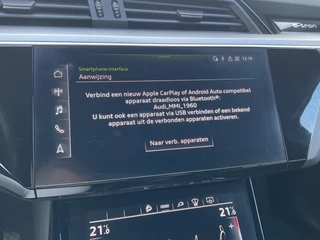 e-tron
12:19
Smartphone-interface
Aanwijzing
Verbind een nieuw Apple CarPlay of Android Auto compatibel
apparaat draadloos via Bluetooth®:
Audi_MMI_1960
U kunt ook een apparaat via USB verbinden of een bekend
apparaat uit de verbonden apparaten activeren.
Naar verb. apparaten
21 21